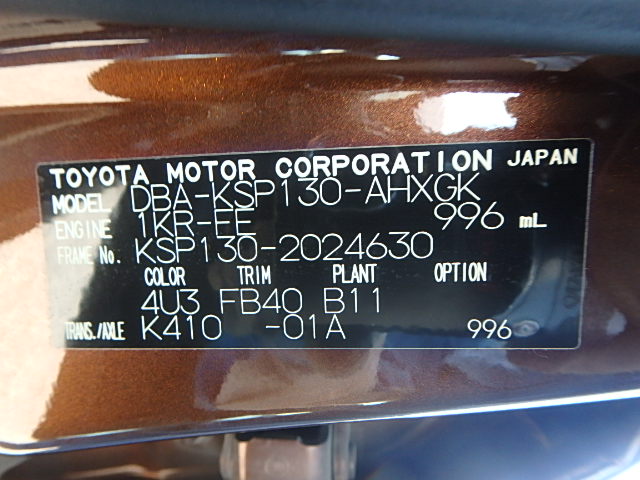 TOYOTA MOTOR CORPORATION JAPAN
MODEL DBA-KSP130-AHXGK
ENGINE 1KR-EE 996 mL
FRAME No. KSP130-2024630
COLOR TRIM PLANT OPTION
4U3 FB40 B11
TRANS./AXLE K410 -01A 996